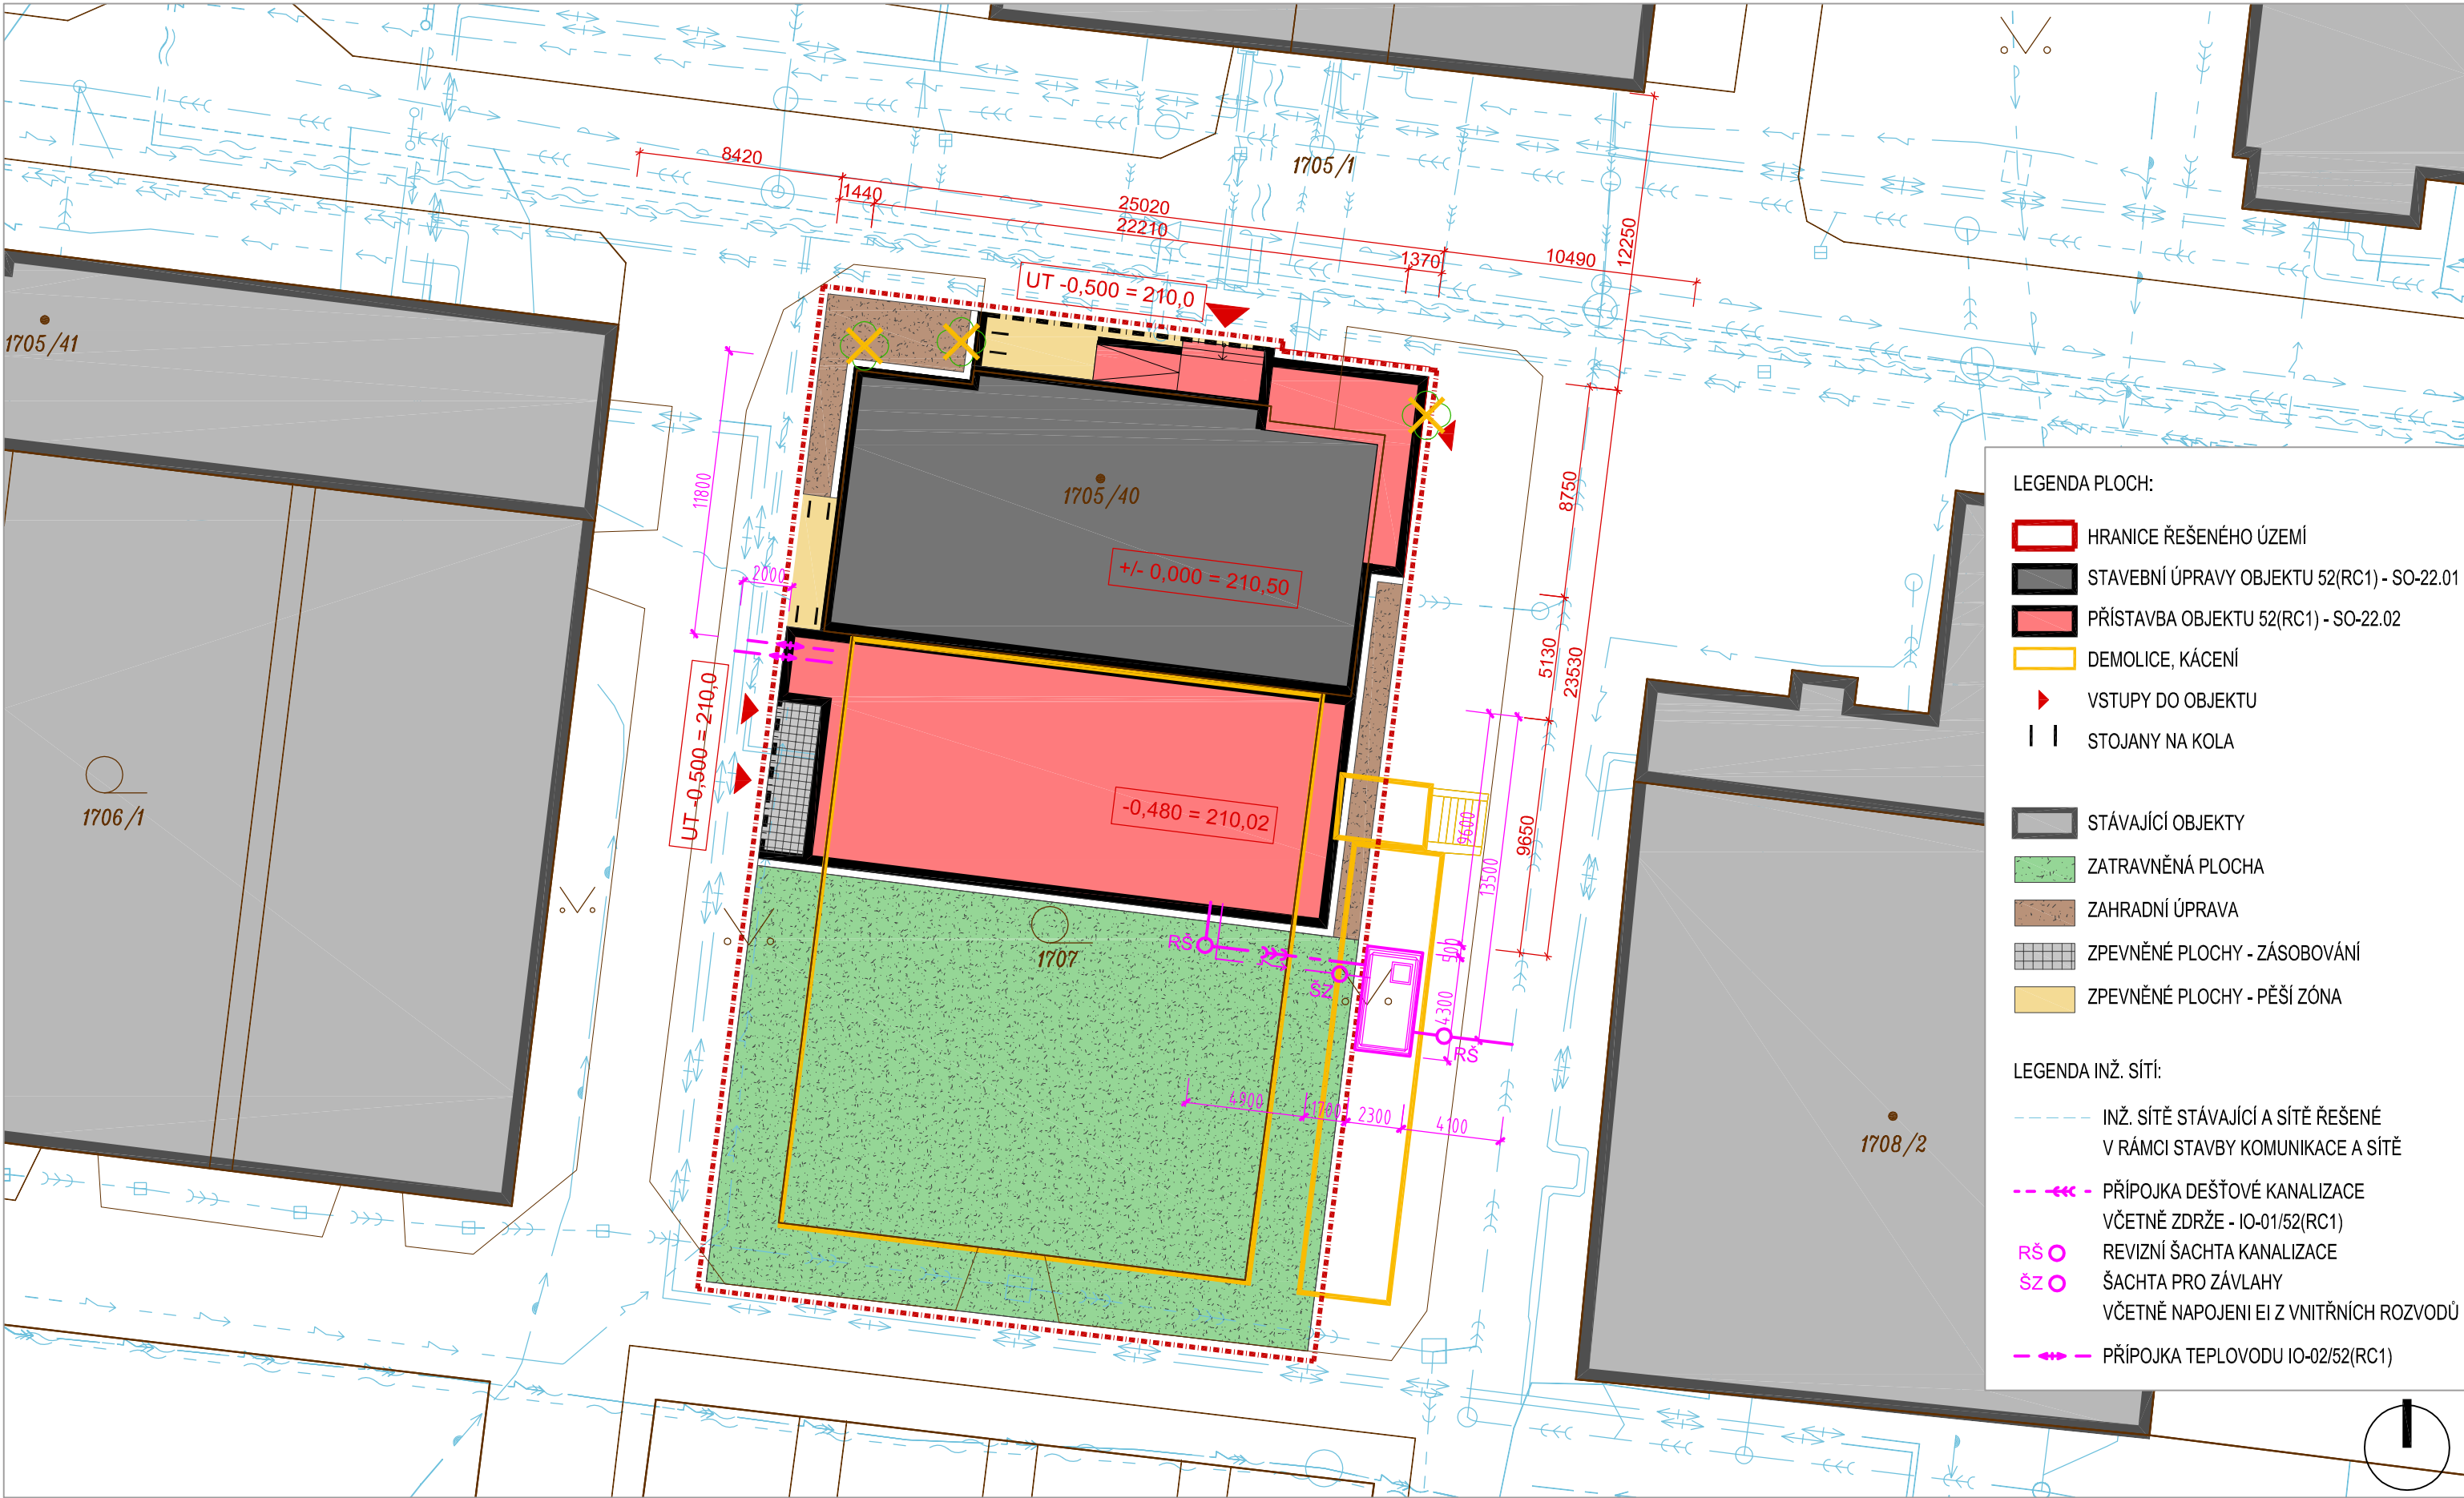 1705/1
8420
1440
25020
22210
1370
10490
12250
UT -0,500 = 210,0
1705/41
1705/40
11800
+/- 0,000 = 210,50
2000
8750
5130
23530
UT -0,500 = 210,0
1706/1
-0,480 = 210,02
9600
9650
13500
RŠ
1707
500
ŠZ
4300
RŠ
4900
1700
2300
4100
1708/2
LEGENDA PLOCH:
HRANICE ŘEŠENÉHO ÚZEMÍ
STAVEBNÍ ÚPRAVY OBJEKTU 52(RC1) - SO-22.01
PŘÍSTAVBA OBJEKTU 52(RC1) - SO-22.02
DEMOLICE, KÁCENÍ
VSTUPY DO OBJEKTU
STOJANY NA KOLA
STÁVAJÍCÍ OBJEKTY
ZATRAVNĚNÁ PLOCHA
ZAHRADNÍ ÚPRAVA
ZPEVNĚNÉ PLOCHY - ZÁSOBOVÁNÍ
ZPEVNĚNÉ PLOCHY - PĚŠÍ ZÓNA
LEGENDA INŽ. SÍTÍ:
INŽ. SÍTĚ STÁVAJÍCÍ A SÍTĚ ŘEŠENÉ
V RÁMCI STAVBY KOMUNIKACE A SÍTĚ
PŘÍPOJKA DEŠŤOVÉ KANALIZACE
VČETNĚ ZDRŽE - IO-01/52(RC1)
RŠ REVIZNÍ ŠACHTA KANALIZACE
ŠZ ŠACHTA PRO ZÁVLAHY
VČETNĚ NAPOJENI EI Z VNITŘNÍCH ROZVODŮ
PŘÍPOJKA TEPLOVODU IO-02/52(RC1)